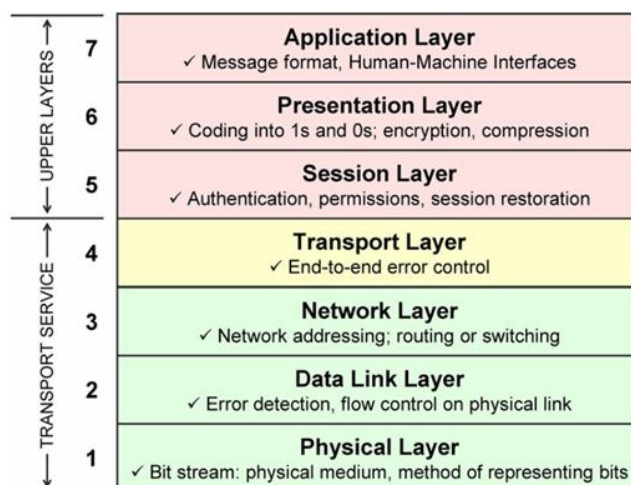 UPPER LAYERS
7
Application Layer
✓ Message format, Human-Machine Interfaces
6
Presentation Layer
✓ Coding into 1s and 0s; encryption, compression
5
Session Layer
✓ Authentication, permissions, session restoration
TRANSPORT SERVICE
4
Transport Layer
✓ End-to-end error control
3
Network Layer
✓ Network addressing; routing or switching
2
Data Link Layer
✓ Error detection, flow control on physical link
1
Physical Layer
✓ Bit stream: physical medium, method of representing bits